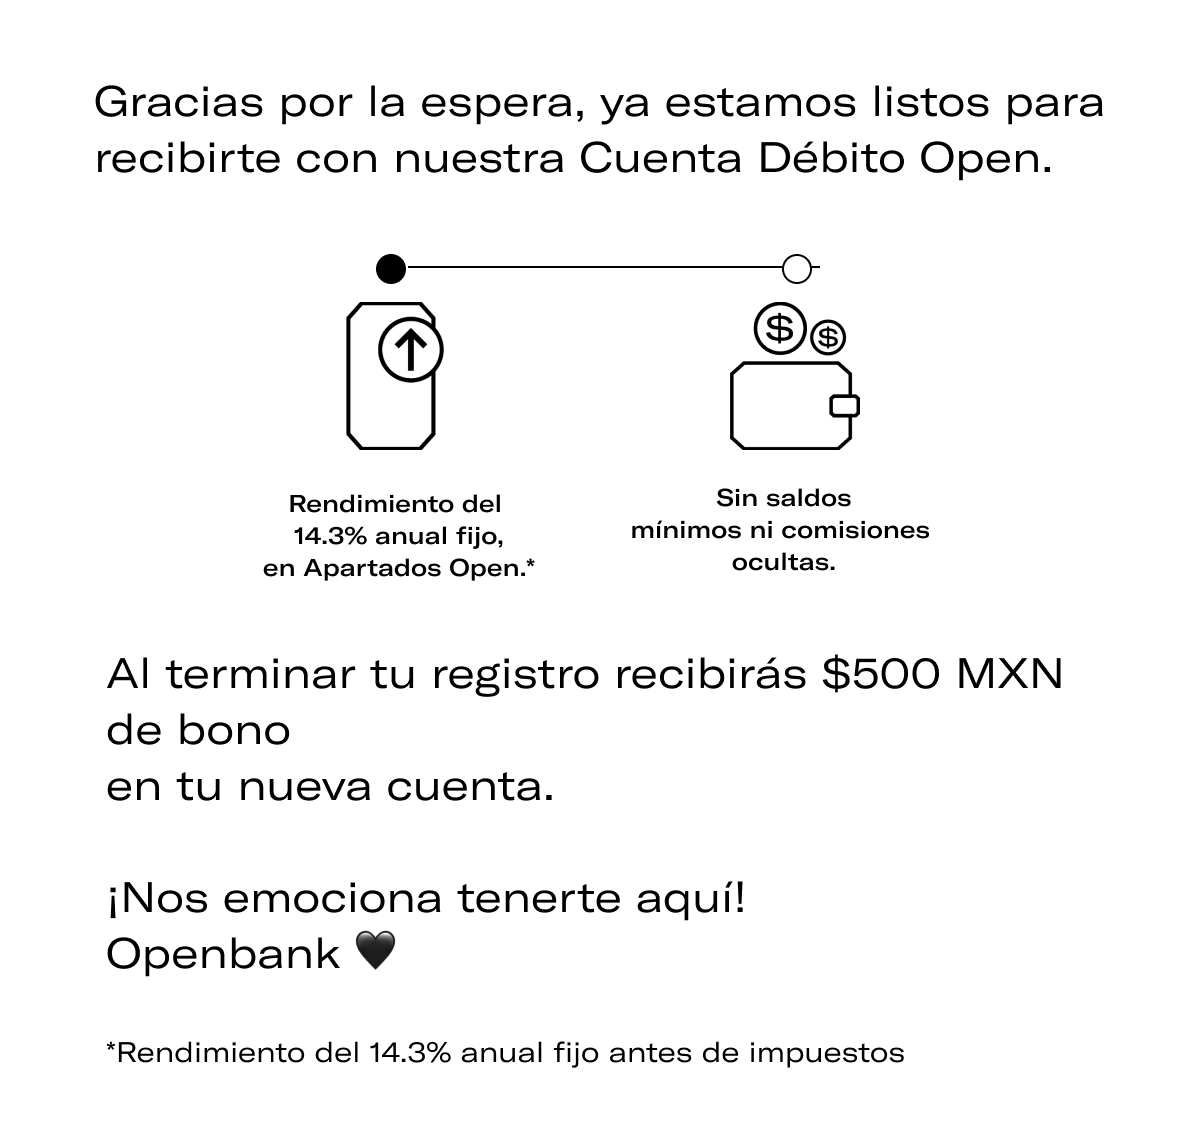 Gracias por la espera, ya estamos listos para
recibirte con nuestra Cuenta Débito Open.
$ $
Rendimiento del
14.3% anual fijo,
en Apartados Open.*
Sin saldos
mínimos ni comisiones
ocultas.
Al terminar tu registro recibirás $500 MXN
de bono
en tu nueva cuenta.
¡Nos emociona tenerte aquí!
Openbank 🖤
*Rendimiento del 14.3% anual fijo antes de impuestos